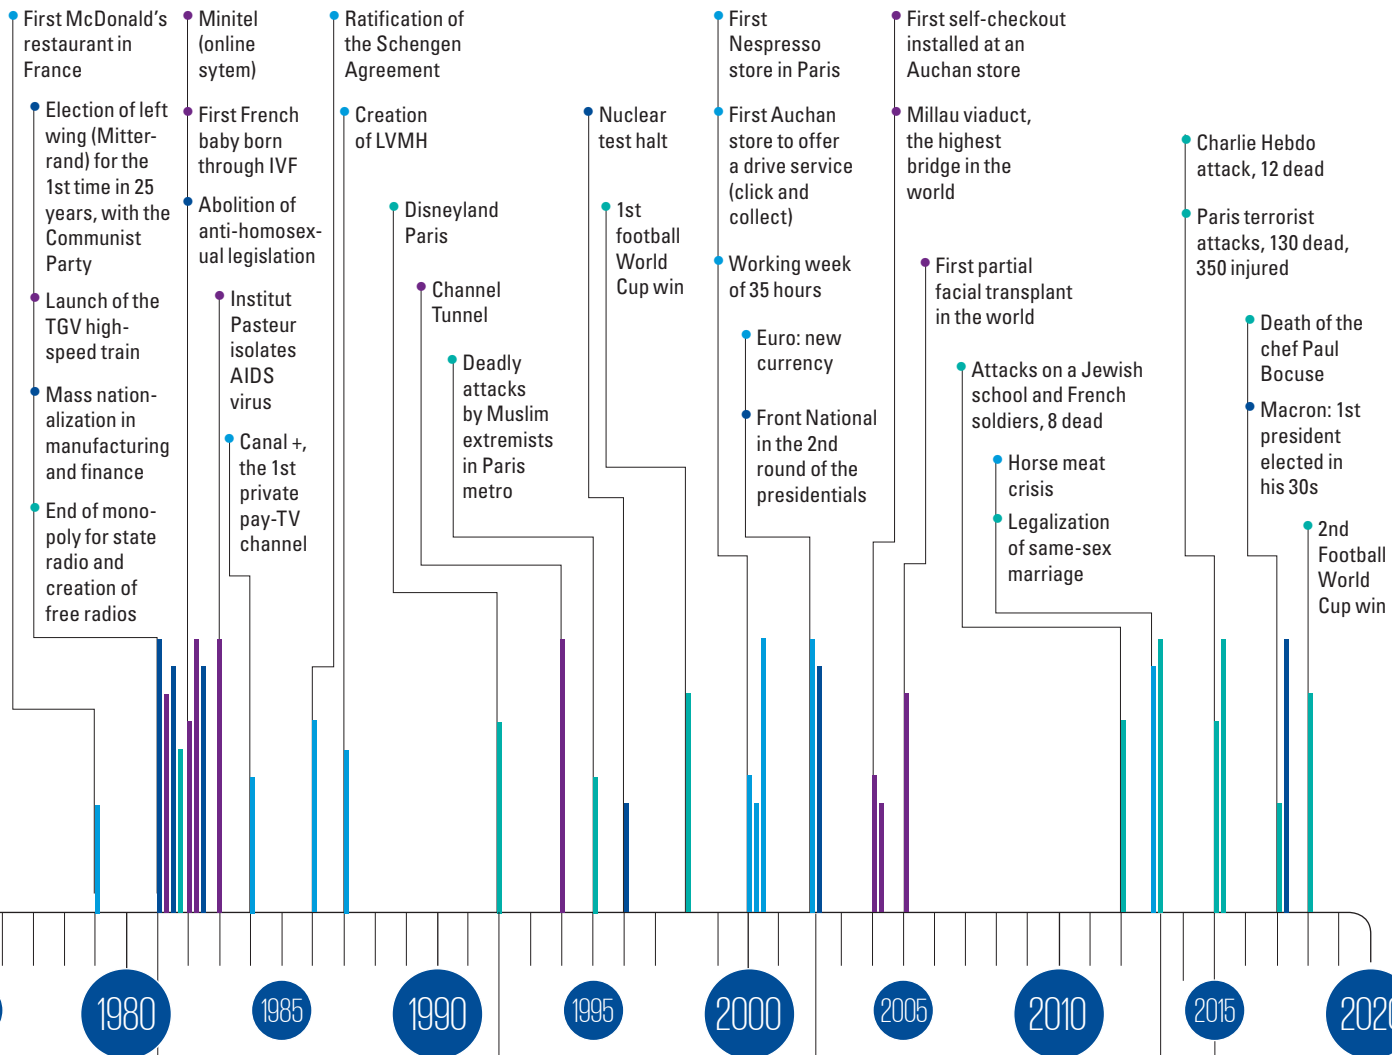 First McDonald's
restaurant in
France
Election of left
wing (Mitter-
rand) for the
1st time in 25
years, with the
Communist
Party
Launch of the
TGV high-
speed train
Mass nation-
alization in
manufacturing
and finance
End of mono-
poly for state
radio and
creation of
free radios
Minitel
(online
sytem)
First French
baby born
through IVF
Abolition of
anti-homosex-
ual legislation
Institut
Pasteur
isolates
AIDS
virus
Canal +,
the 1st
private
pay-TV
channel
Ratification of
the Schengen
Agreement
Creation
of LVMH
Disneyland
Paris
Channel
Tunnel
Deadly
attacks
by Muslim
extremists
in Paris
metro
Nuclear
test halt
1st
football
World
Cup win
First
Nespresso
store in Paris
First Auchan
store to offer
a drive service
(click and
collect)
Working week
of 35 hours
Euro: new
currency
Front National
in the 2nd
round of the
presidentials
First self-checkout
installed at an
Auchan store
Millau viaduct,
the highest
bridge in the
world
First partial
facial transplant
in the world
Attacks on a Jewish
school and French
soldiers, 8 dead
Horse meat
crisis
Legalization
of same-sex
marriage
Charlie Hebdo
attack, 12 dead
Paris terrorist
attacks, 130 dead,
350 injured
Death of the
chef Paul
Bocuse
Macron: 1st
president
elected in
his 30s
2nd
Football
World
Cup win
1980
1985
1990
1995
2000
2005
2010
2015
2020